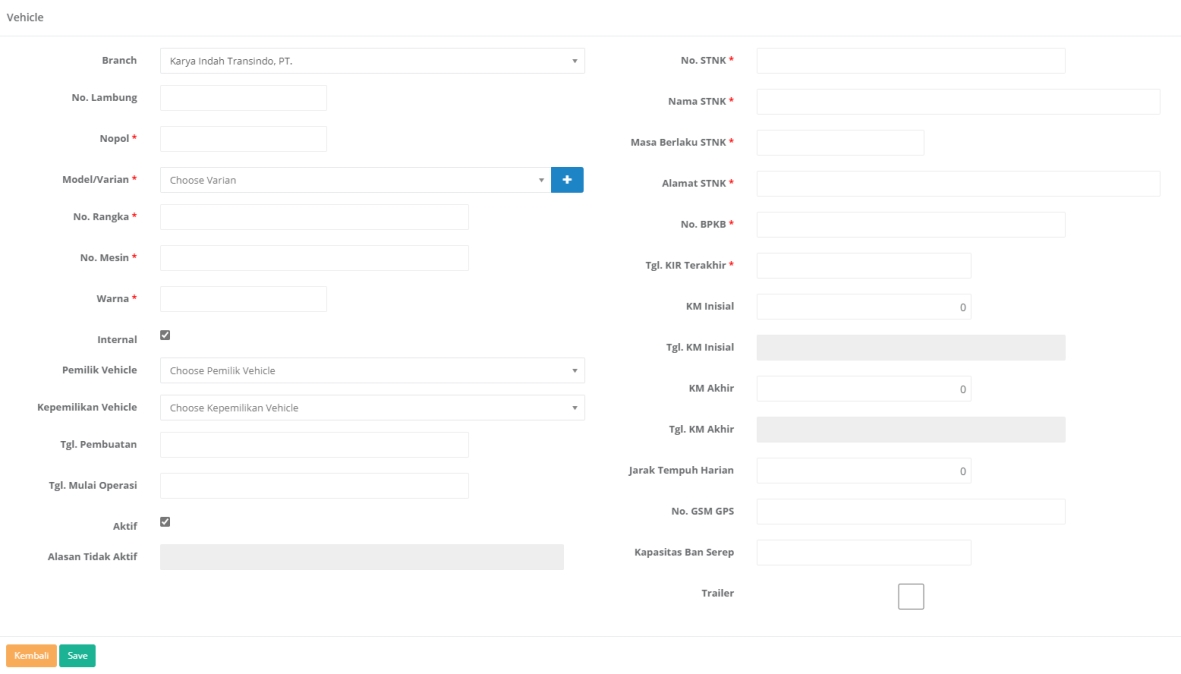 Vehicle
Branch
Karya Indah Transindo, PT.
No. Lambung
Nopol *
Model/Varian *
Choose Varian
+
No. Rangka *
No. Mesin *
Warna *
Internal
Pemilik Vehicle
Choose Pemilik Vehicle
Kepemilikan Vehicle
Choose Kepemilikan Vehicle
Tgl. Pembuatan
Tgl. Mulai Operasi
Aktif
Alasan Tidak Aktif
No. STNK *
Nama STNK *
Masa Berlaku STNK *
Alamat STNK *
No. BPKB *
Tgl. KIR Terakhir *
KM Inisial
0
Tgl. KM Inisial
KM Akhir
0
Tgl. KM Akhir
Jarak Tempuh Harian
0
No. GSM GPS
Kapasitas Ban Serep
Trailer
Kembali
Save